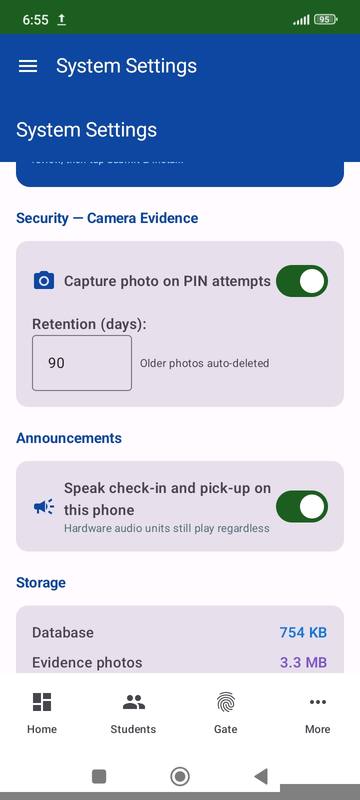 6:55
95
System Settings
System Settings
Security — Camera Evidence
Capture photo on PIN attempts
Retention (days):
90
Older photos auto-deleted
Announcements
Speak check-in and pick-up on
this phone
Hardware audio units still play regardless
Storage
Database
754 KB
Evidence photos
3.3 MB
Home
Students
Gate
More